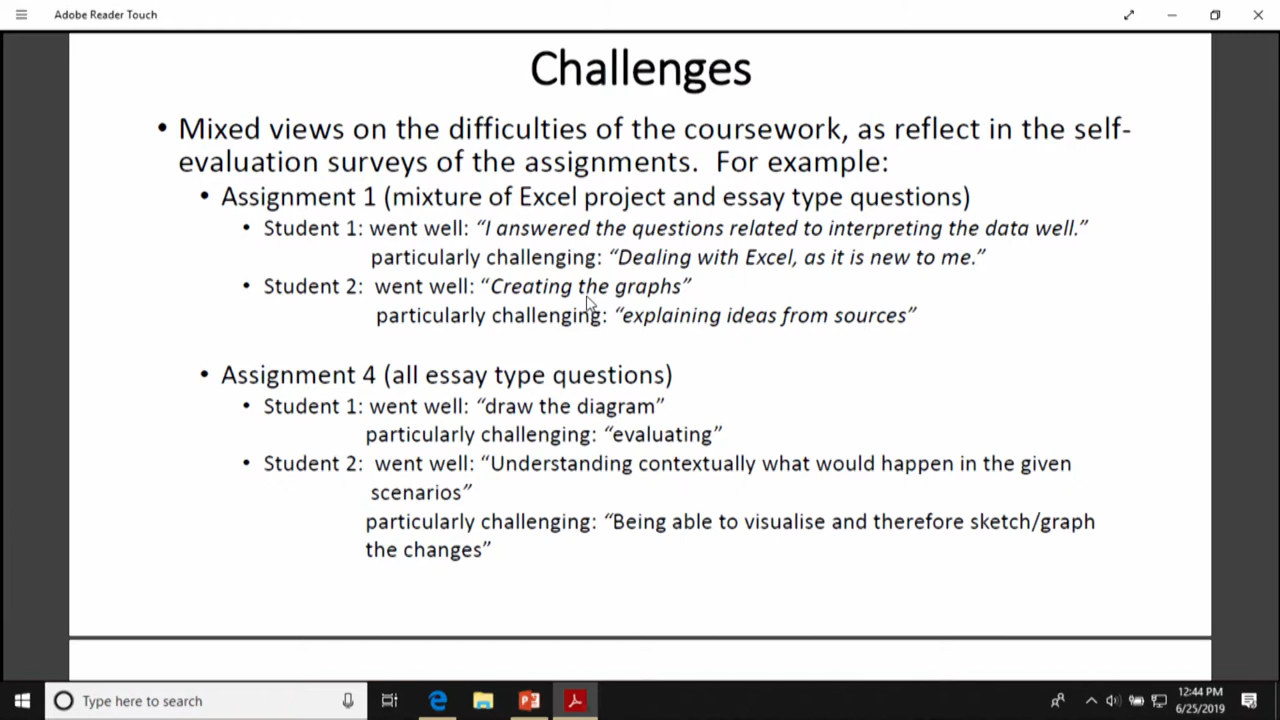 Adobe Reader Touch
Challenges
• Mixed views on the difficulties of the coursework, as reflect in the self-
evaluation surveys of the assignments. For example:
• Assignment 1 (mixture of Excel project and essay type questions)
• Student 1: went well: “I answered the questions related to interpreting the data well.”
particularly challenging: “Dealing with Excel, as it is new to me.”
• Student 2: went well: “Creating the graphs”
particularly challenging: “explaining ideas from sources”
• Assignment 4 (all essay type questions)
• Student 1: went well: “draw the diagram”
particularly challenging: “evaluating”
• Student 2: went well: “Understanding contextually what would happen in the given
scenarios”
particularly challenging: “Being able to visualise and therefore sketch/graph
the changes”
Type here to search
12:44 PM
6/25/2019